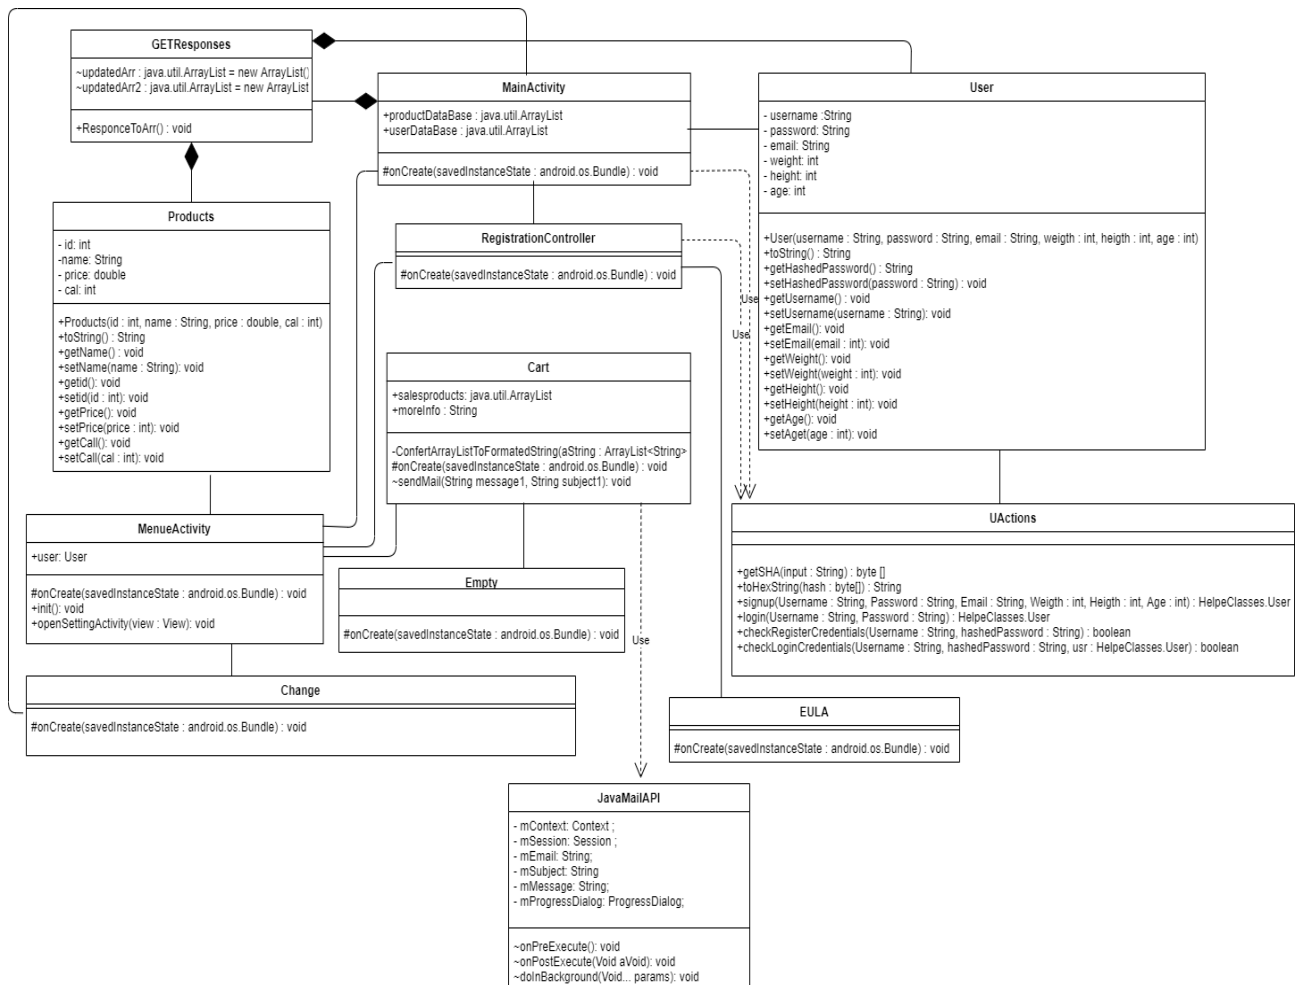 GETResponses
~updatedArr : java.util.ArrayList = new ArrayList()
~updatedArr2 : java.util.ArrayList = new ArrayList
+ResponceToArr() : void
MainActivity
+productDataBase : java.util.ArrayList
+userDataBase : java.util.ArrayList
#onCreate(savedInstanceState : android.os.Bundle) : void
User
- username :String
- password: String
- email: String
- weight: int
- height: int
- age: int
+User(username : String, password : String, email : String, weigth : int, heigth : int, age : int)
+toString() : String
+getHashedPassword() : String
+setHashedPassword(password : String) : void
+getUsername() : void
+setUsername(username : String): void
+getEmail(): void
+setEmail(email : int): void
+getWeight(): void
+setWeight(weight : int): void
+getHeight(): void
+setHeight(height : int): void
+getAge(): void
+setAget(age : int): void
Products
- id: int
-name: String
- price: double
- cal: int
+Products(id : int, name : String, price : double, cal : int)
+toString() : String
+getName() : void
+setName(name : String): void
+getid(): void
+setid(id : int): void
+getPrice(): void
+setPrice(price : int): void
+getCall(): void
+setCall(cal : int): void
RegistrationController
#onCreate(savedInstanceState : android.os.Bundle) : void
Use
Use
Cart
+salesproducts: java.util.ArrayList
+moreInfo : String
-ConfertArrayListToFormatedString(aString : ArrayList<String>
#onCreate(savedInstanceState : android.os.Bundle) : void
~sendMail(String message1, String subject1): void
MenueActivity
+user: User
#onCreate(savedInstanceState : android.os.Bundle) : void
+init(): void
+openSettingActivity(view : View): void
Empty
#onCreate(savedInstanceState : android.os.Bundle) : void
Use
UActions
+getSHA(input : String) : byte []
+toHexString(hash : byte[]) : String
+signup(Username : String, Password : String, Email : String, Weigth : int, Heigth : int, Age : int) : HelpeClasses.User
+login(Username : String, Password : String) : HelpeClasses.User
+checkRegisterCredentials(Username : String, hashedPassword : String) : boolean
+checkLoginCredentials(Username : String, hashedPassword : String, usr : HelpeClasses.User) : boolean
Change
#onCreate(savedInstanceState : android.os.Bundle) : void
EULA
#onCreate(savedInstanceState : android.os.Bundle) : void
JavaMailAPI
- mContext: Context ;
- mSession: Session ;
- mEmail: String;
- mSubject: String
- mMessage: String;
- mProgressDialog: ProgressDialog;
~onPreExecute(): void
~onPostExecute(Void aVoid): void
~doInBackground(Void... params): void